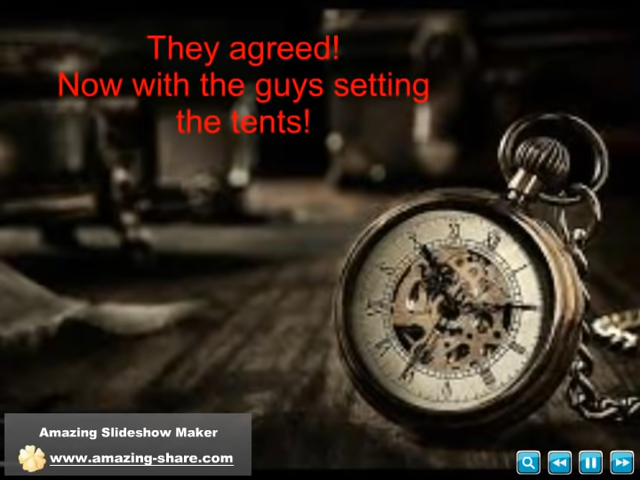 They agreed!
Now with the guys setting
the tents!
Amazing Slideshow Maker
www.amazing-share.com